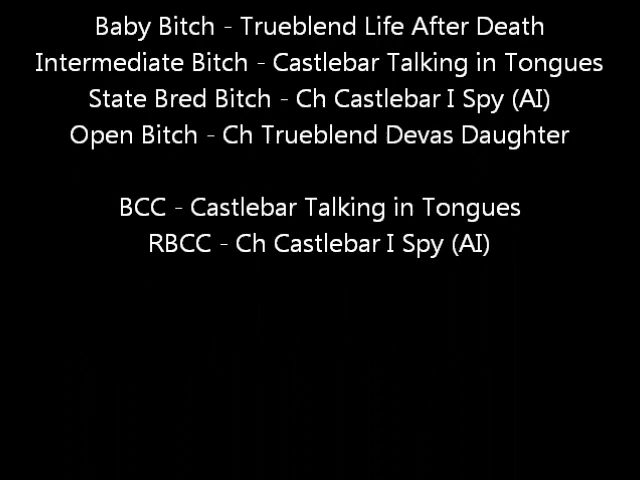 Baby Bitch - Trueblend Life After Death
Intermediate Bitch - Castlebar Talking in Tongues
State Bred Bitch - Ch Castlebar I Spy (AI)
Open Bitch - Ch Trueblend Devas Daughter
BCC - Castlebar Talking in Tongues
RBCC - Ch Castlebar I Spy (AI)